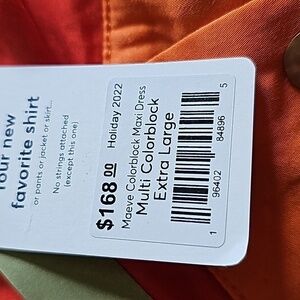 Your new
favorite shirt
or pants or jacket or skirt...
No strings attached
(except this one)
$168.00 Holiday 2022
Maeve Colorblock Maxi Dress
Multi Colorblock
Extra Large
1 96402 84896 5